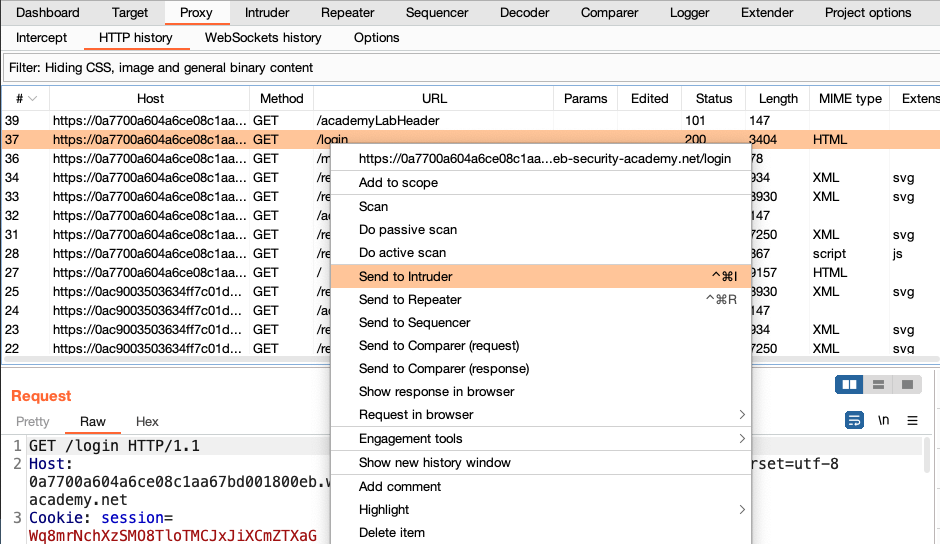 Dashboard Target Proxy Intruder Repeater Sequencer Decoder Comparer Logger Extender Project options
Intercept HTTP history WebSockets history Options
Filter: Hiding CSS, image and general binary content
# Host Method URL Params Edited Status Length MIME type Extens
39 https://0a7700a604a6ce08c1aa... GET /academyLabHeader 101 147
37 https://0a7700a604a6ce08c1aa... GET /login 200 3404 HTML
36 https://0a7700a604a6ce08c1aa... GET /m 78
34 https://0a7700a604a6ce08c1aa... GET /re 934 XML svg
33 https://0a7700a604a6ce08c1aa... GET /re 8930 XML svg
32 https://0a7700a604a6ce08c1aa... GET /ac 147
31 https://0a7700a604a6ce08c1aa... GET /re 7250 XML svg
28 https://0a7700a604a6ce08c1aa... GET /re 867 script js
27 https://0a7700a604a6ce08c1aa... GET / 9157 HTML
25 https://0ac9003503634ff7c01d... GET /re 8930 XML svg
24 https://0ac9003503634ff7c01d... GET /ac 147
23 https://0ac9003503634ff7c01d... GET /re 934 XML svg
22 https://0ac9003503634ff7c01d... GET /re 7250 XML svg
https://0a7700a604a6ce08c1aa...eb-security-academy.net/login
Add to scope
Scan
Do passive scan
Do active scan
Send to Intruder ^⌘I
Send to Repeater ^⌘R
Send to Sequencer
Send to Comparer (request)
Send to Comparer (response)
Show response in browser
Request in browser
Engagement tools
Show new history window
Add comment
Highlight
Delete item
Request
Pretty Raw Hex
\n
1 GET /login HTTP/1.1
2 Host:
0a7700a604a6ce08c1aa67bd001800eb.w
academy.net
3 Cookie: session=
Wq8mrNchXzSMO8TloTMCJxJiXCmZTXaG
rset=utf-8